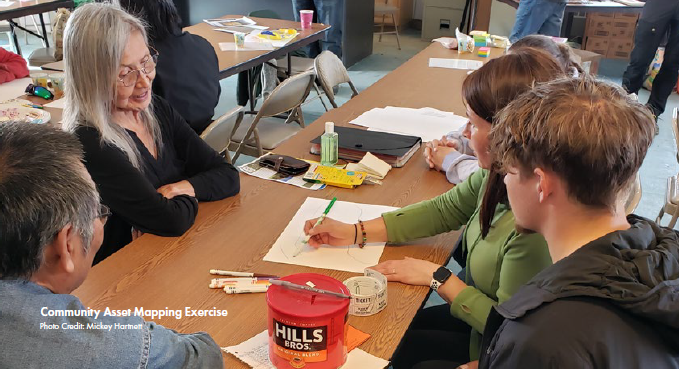 Community Asset Mapping Exercise
Photo Credit: Mickey Hartnett
HILLS
BROS.